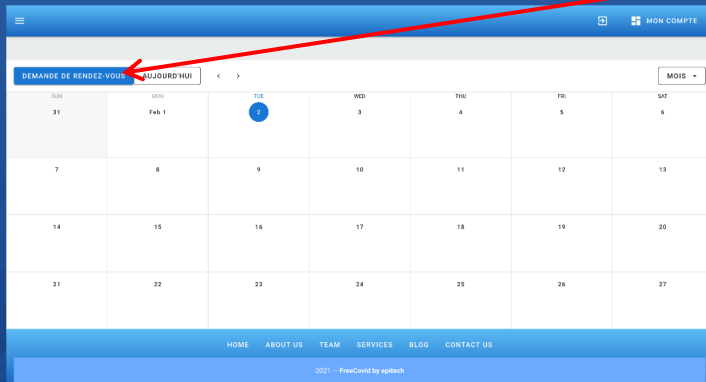 MON COMPTE
DEMANDE DE RENDEZ-VOUS AUJOURD'HUI MOIS
SUN MON TUE WED THU FRI SAT
31 Feb 1 2 3 4 5 6
7 8 9 10 11 12 13
14 15 16 17 18 19 20
21 22 23 24 25 26 27
HOME ABOUT US TEAM SERVICES BLOG CONTACT US
2021 — FreeCovid by epitech